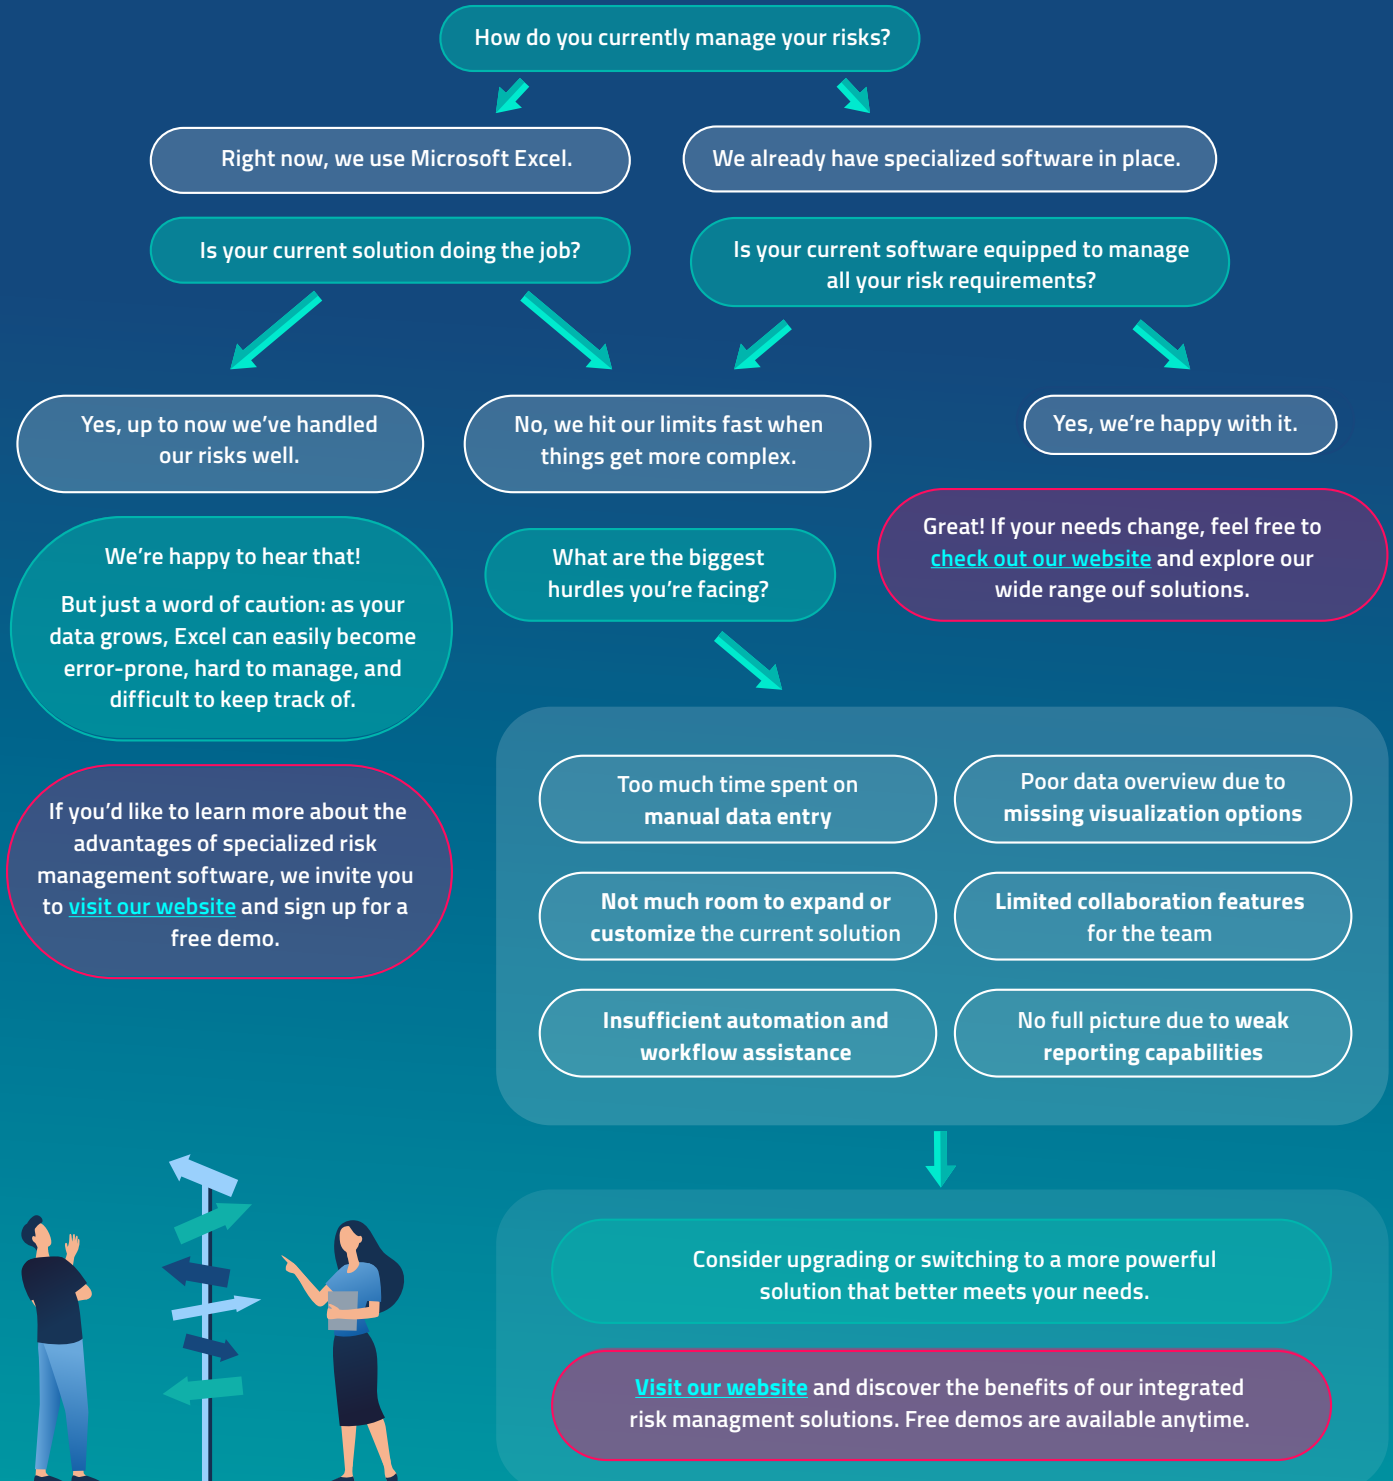 How do you currently manage your risks?
Right now, we use Microsoft Excel.
We already have specialized software in place.
Is your current solution doing the job?
Is your current software equipped to manage
all your risk requirements?
Yes, up to now we’ve handled
our risks well.
No, we hit our limits fast when
things get more complex.
Yes, we’re happy with it.
We’re happy to hear that!
But just a word of caution: as your
data grows, Excel can easily become
error-prone, hard to manage, and
difficult to keep track of.
What are the biggest
hurdles you’re facing?
Great! If your needs change, feel free to
check out our website and explore our
wide range ouf solutions.
If you’d like to learn more about the
advantages of specialized risk
management software, we invite you
to visit our website and sign up for a
free demo.
Too much time spent on
manual data entry
Poor data overview due to
missing visualization options
Not much room to expand or
customize the current solution
Limited collaboration features
for the team
Insufficient automation and
workflow assistance
No full picture due to weak
reporting capabilities
Consider upgrading or switching to a more powerful
solution that better meets your needs.
Visit our website and discover the benefits of our integrated
risk managment solutions. Free demos are available anytime.